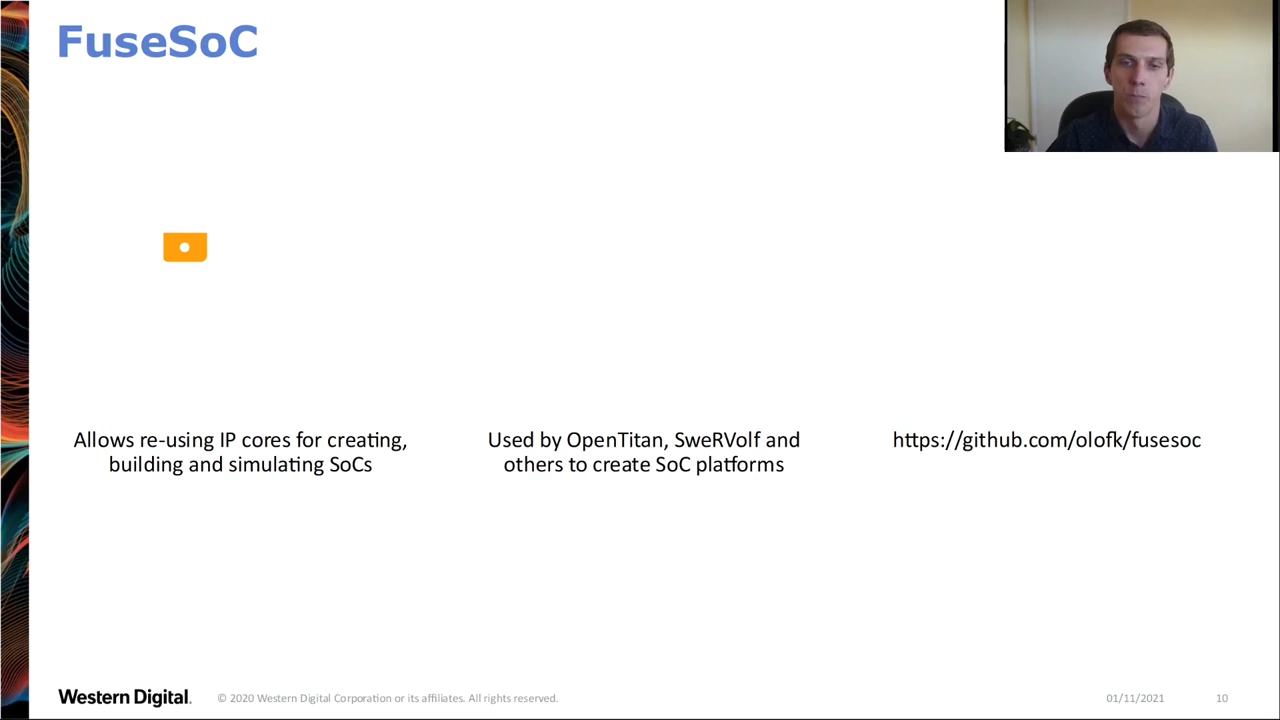 FuseSoC
Allows re-using IP cores for creating,
building and simulating SoCs
Used by OpenTitan, SweRVolf and
others to create SoC platforms
https://github.com/olofk/fusesoc
Western Digital.
© 2020 Western Digital Corporation or its affiliates. All rights reserved.
01/11/2021
10